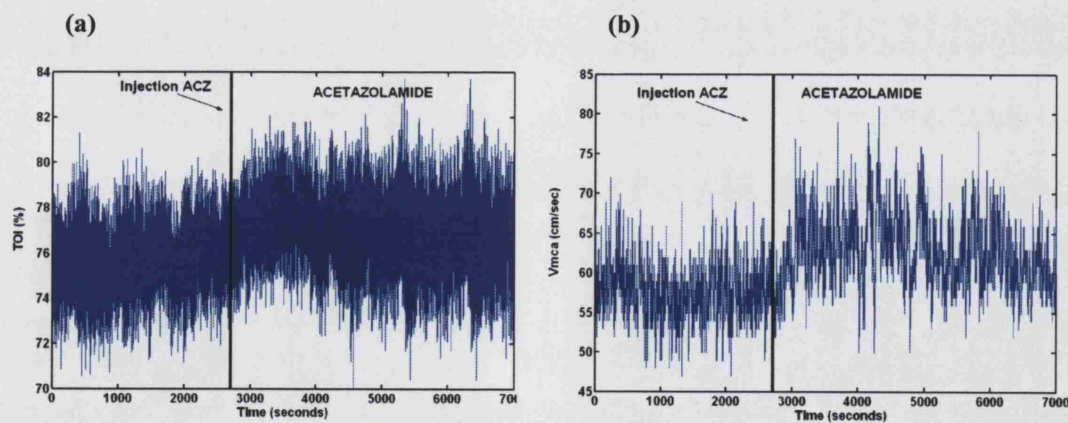 (a)
84
82
80
78
76
74
72
70
TOI (%)
Injection ACZ
ACETAZOLAMIDE
0 1000 2000 3000 4000 5000 6000 700
Time (seconds)
(b)
85
80
75
70
65
60
55
50
45
Vmca (cm/sec)
Injection ACZ
ACETAZOLAMIDE
0 1000 2000 3000 4000 5000 6000 7000
Time (seconds)